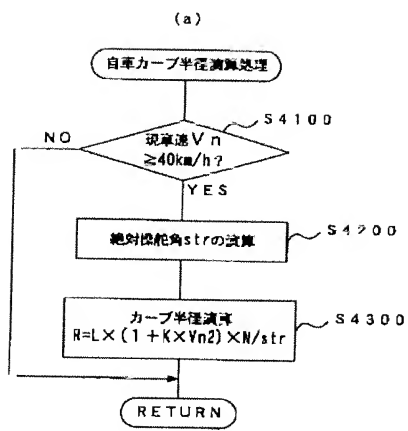 (a)
自車カーブ半径演算処理
S4100
NO
現車速Vn
≥40km/h?
YES
絶対操舵角strの演算
S4200
カーブ半径演算
R=L×(1+K×Vn2)×N/str
S4300
RETURN